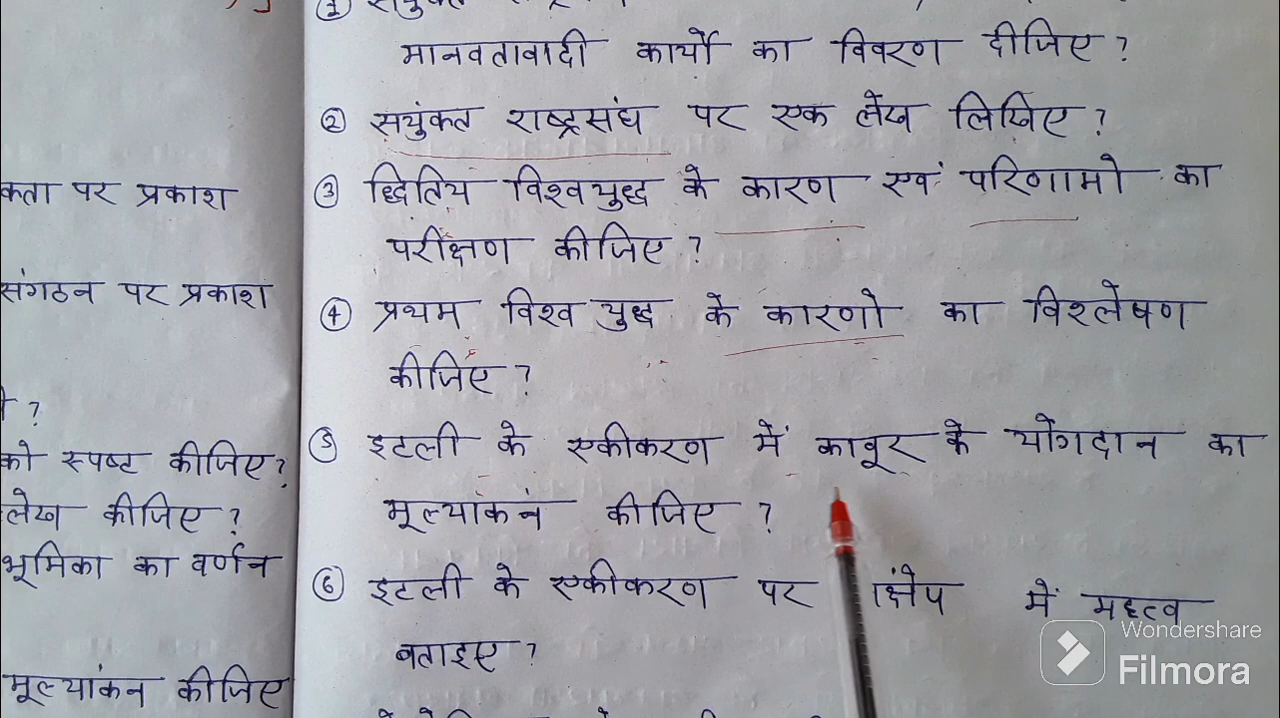 मानवतावादी कार्यो का विवरण दीजिए ?
② सयुंक्त राष्ट्रसंघ पर एक लेख लिखिए ?
③ द्वितिय विश्वयुद्ध के कारण एवं परिणामो का
परीक्षण कीजिए ?
④ प्रथम विश्व युद्ध के कारणो का विश्लेषण
कीजिए ?
⑤ इटली के एकीकरण में कावूर के योगदान का
मूल्यांकन कीजिए ?
⑥ इटली के एकीकरण पर में महत्व
बताइए ?
पर प्रकाश
संगठन पर प्रकाश
?
को स्पष्ट कीजिए?
लेख कीजिए ?
भूमिका का वर्णन
मूल्यांकन कीजिए
Wondershare
Filmora